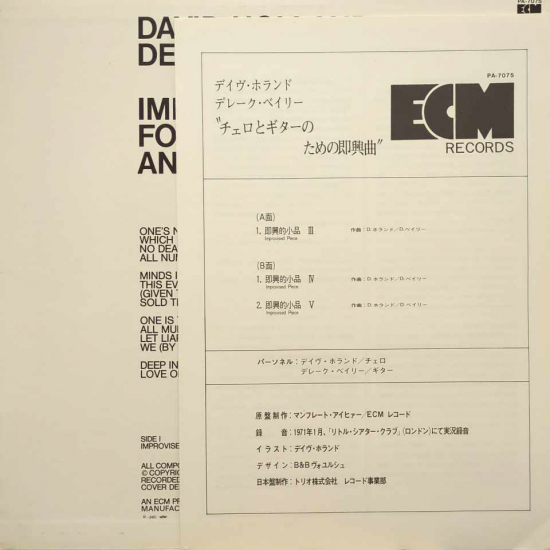 PA-7075
ECM
DA
DE
IM
FO
AN
ONE'S N
WHICH
NO DEA
ALL NUM
MINDS I
THIS EV
(GIVEN
SOLD T
ONE IS
ALL MU
LET LIA
WE (BY
DEEP IN
LOVE O
SIDE I
IMPROVISE
ALL COMPO
© COPYRIG
RECORDED
COVER DE
AN ECM PR
MANUFAC
PA-7075
ECM
RECORDS
デイヴ・ホランド
デレーク・ベイリー
"チェロとギターの
ための即興曲"
(A面)
1. 即興的小品 Ⅲ 作曲:D.ホランド/D.ベイリー
Improvised Piece
(B面)
1. 即興的小品 Ⅳ 作曲:D.ホランド/D.ベイリー
Improvised Piece
2. 即興的小品 Ⅴ 作曲:D.ホランド/D.ベイリー
Improvised Piece
パーソネル:デイヴ・ホランド/チェロ
デレーク・ベイリー/ギター
原盤制作:マンフレート・アイヒャー/ECM レコード
録 音:1971年1月、「リトル・シアター・クラブ」(ロンドン)にて実況録音
イラスト:デイヴ・ホランド
デザイン:B&Bヴォユルシュ
日本盤制作:トリオ株式会社 レコード事業部